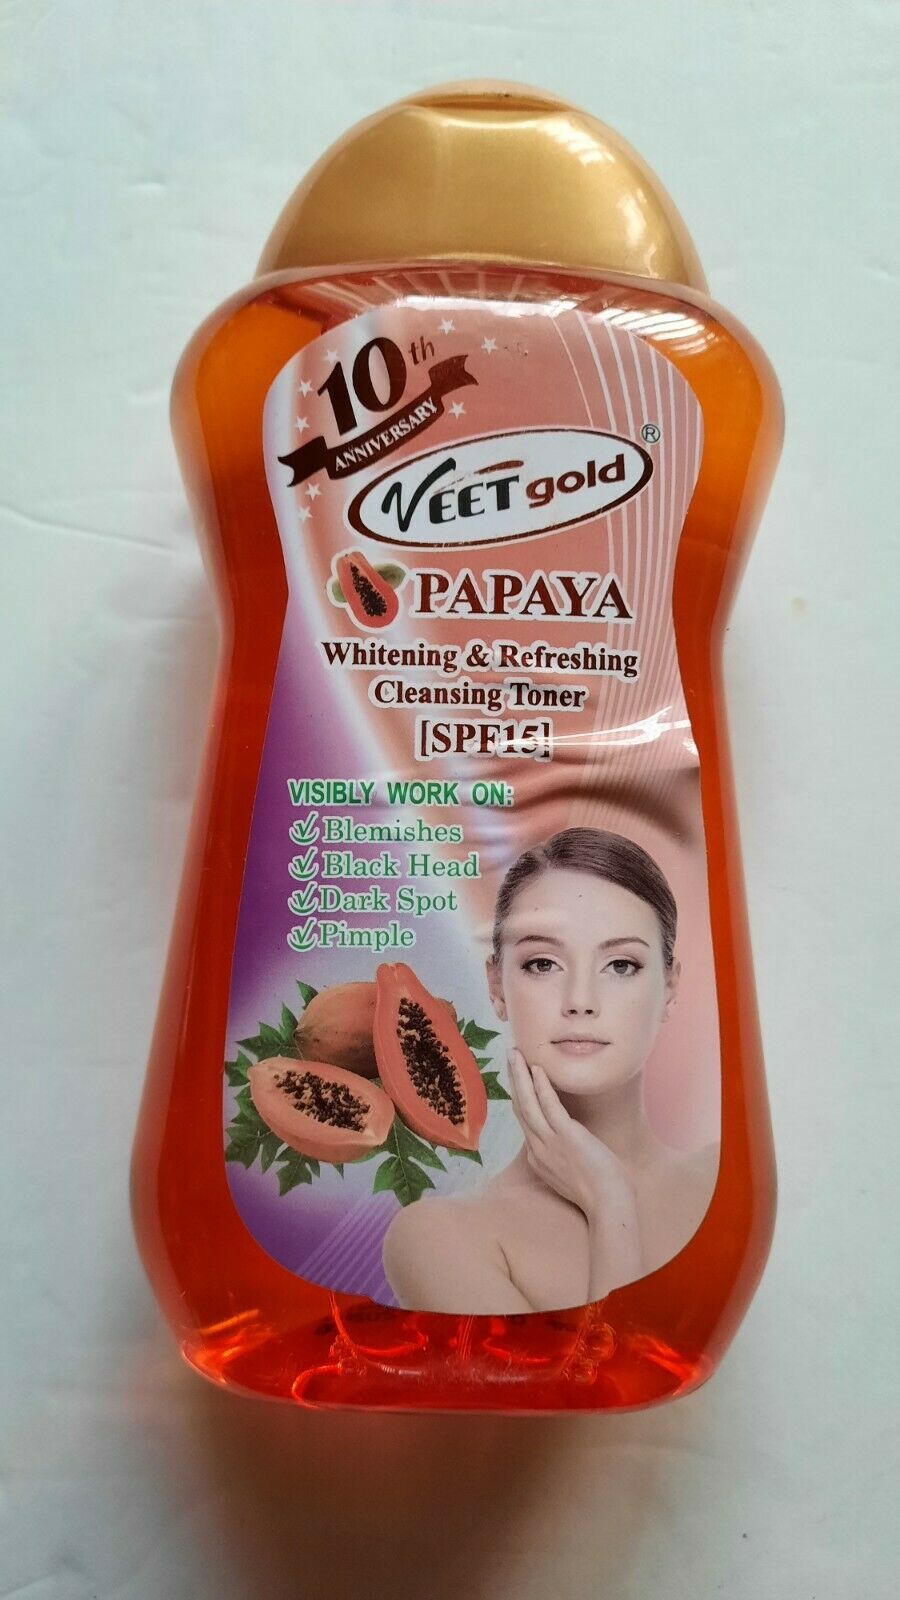 10th
ANNIVERSARY
VEET gold ®
PAPAYA
Whitening & Refreshing
Cleansing Toner
[SPF15]
VISIBLY WORK ON:
Blemishes
Black Head
Dark Spot
Pimple